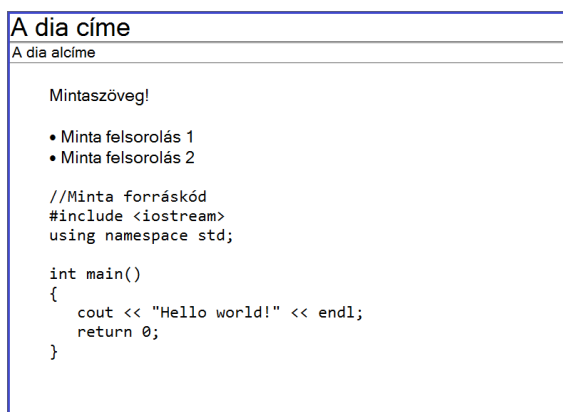 A dia címe
A dia alcíme
Mintaszöveg!
• Minta felsorolás 1
• Minta felsorolás 2
//Minta forráskód
#include <iostream>
using namespace std;
int main()
{
cout << "Hello world!" << endl;
return 0;
}